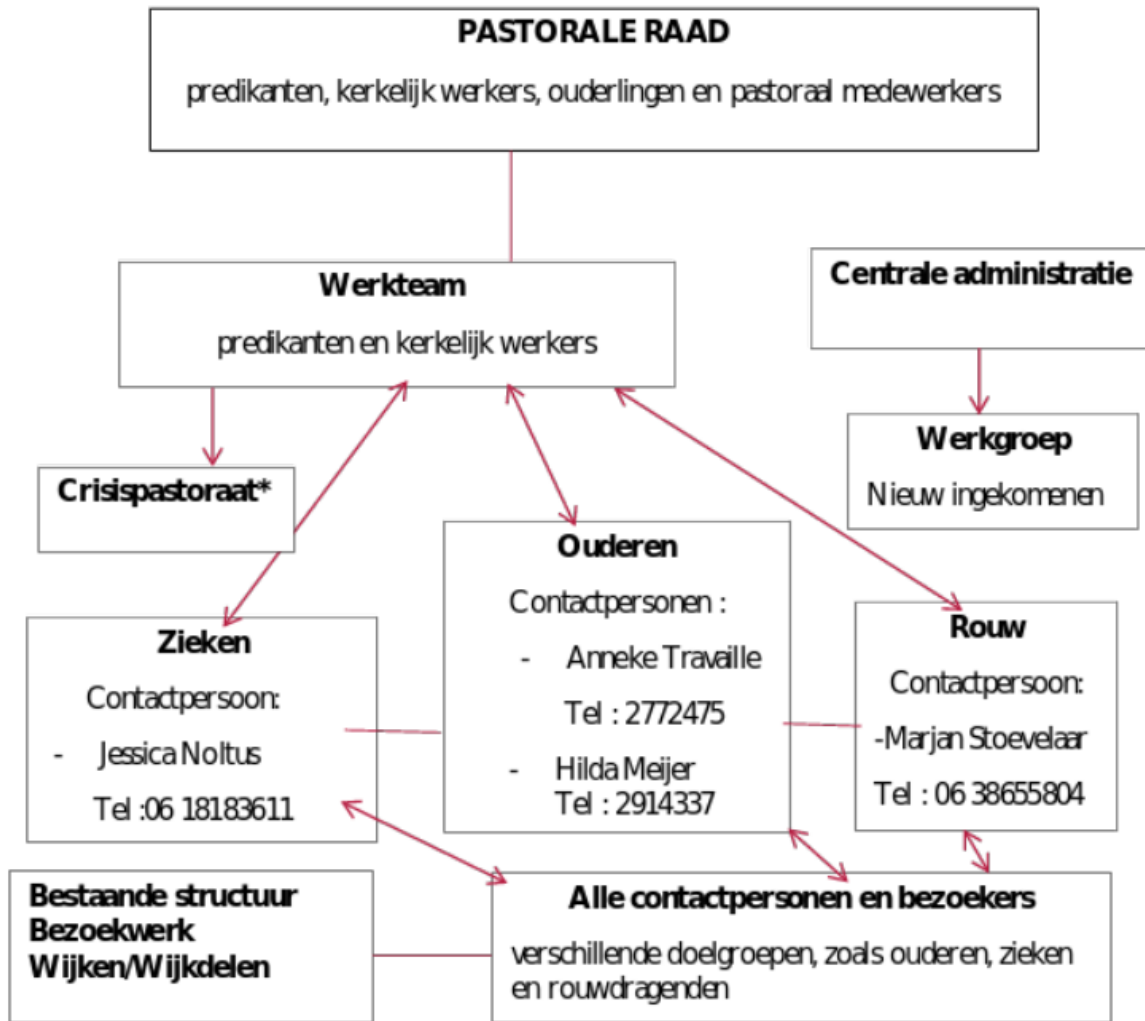 PASTORALE RAAD
predikanten, kerkelijk werkers, ouderlingen en pastoraal medewerkers
Werkteam
predikanten en kerkelijk werkers
Centrale administratie
Werkgroep
Nieuw ingekomenen
Crisispastoraat*
Ouderen
Contactpersonen :
- Anneke Travaille
Tel : 2772475
- Hilda Meijer
Tel : 2914337
Zieken
Contactpersoon:
- Jessica Noltus
Tel :06 18183611
Rouw
Contactpersoon:
-Marjan Stoevelaar
Tel : 06 38655804
Bestaande structuur
Bezoekwerk
Wijken/Wijkdelen
Alle contactpersonen en bezoekers
verschillende doelgroepen, zoals ouderen, zieken
en rouwdragenden